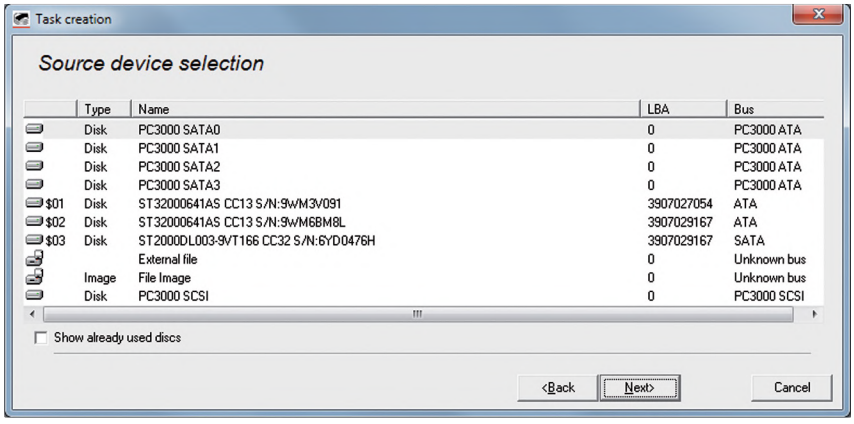 Task creation
Source device selection
Type Name LBA Bus
Disk PC3000 SATA0 0 PC3000 ATA
Disk PC3000 SATA1 0 PC3000 ATA
Disk PC3000 SATA2 0 PC3000 ATA
Disk PC3000 SATA3 0 PC3000 ATA
$01 Disk ST32000641AS CC13 S/N:9WM3V091 3907027054 ATA
$02 Disk ST32000641AS CC13 S/N:9WM6BM8L 3907029167 ATA
$03 Disk ST2000DL003-9VT166 CC32 S/N:6YD0476H 3907029167 SATA
External file 0 Unknown bus
Image File Image 0 Unknown bus
Disk PC3000 SCSI 0 PC3000 SCSI
Show already used discs
<Back Next> Cancel